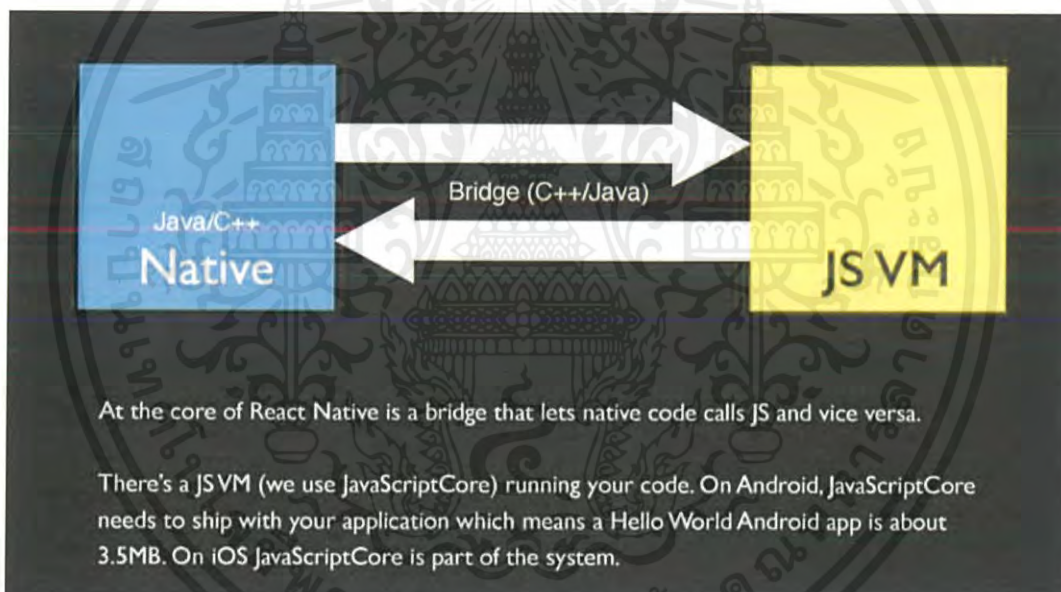 Java/C++
Native
Bridge (C++/Java)
JS VM
At the core of React Native is a bridge that lets native code calls JS and vice versa.
There's a JSVM (we use JavaScriptCore) running your code. On Android, JavaScriptCore
needs to ship with your application which means a Hello World Android app is about
3.5MB. On iOS JavaScriptCore is part of the system.